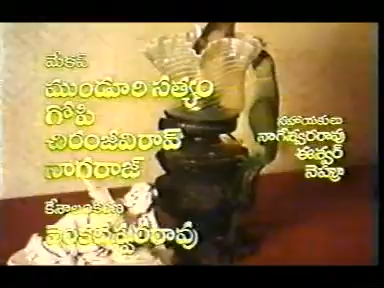 మేకప్
ముండూరి సత్యం
గోపి
చిరంజీవిరావ్
నాగరాజ్
సహాయకులు
నాగేశ్వరరావు
ఈశ్వర్
నెహ్రూ
కేశాలంకరణ
వెంకటేశ్వరరావు